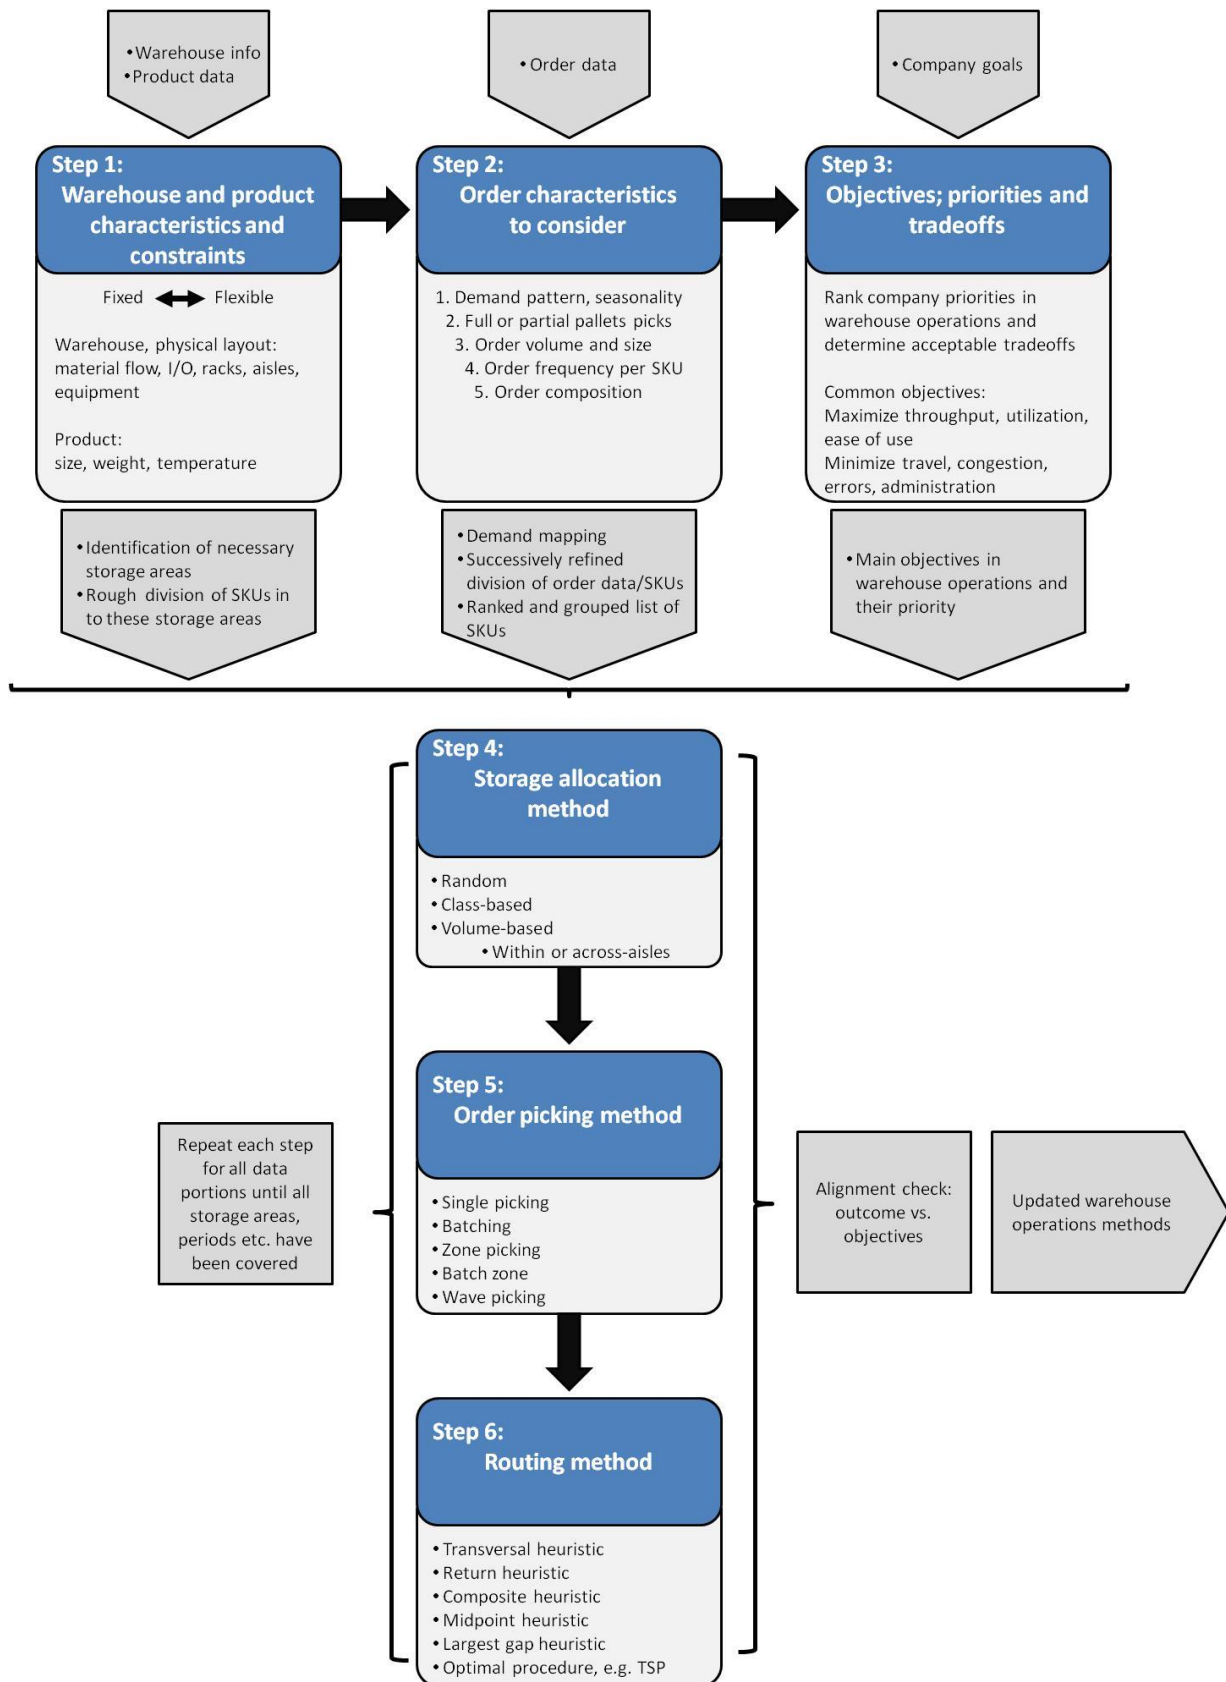 • Warehouse info
• Product data
• Order data
• Company goals
Step 1:
Warehouse and product
characteristics and
constraints
Fixed Flexible
Warehouse, physical layout:
material flow, I/O, racks, aisles,
equipment
Product:
size, weight, temperature
Step 2:
Order characteristics
to consider
1. Demand pattern, seasonality
2. Full or partial pallets picks
3. Order volume and size
4. Order frequency per SKU
5. Order composition
Step 3:
Objectives; priorities and
tradeoffs
Rank company priorities in
warehouse operations and
determine acceptable tradeoffs
Common objectives:
Maximize throughput, utilization,
ease of use
Minimize travel, congestion,
errors, administration
• Identification of necessary
storage areas
• Rough division of SKUs in
to these storage areas
• Demand mapping
• Successively refined
division of order data/SKUs
• Ranked and grouped list of
SKUs
• Main objectives in
warehouse operations and
their priority
Step 4:
Storage allocation
method
• Random
• Class-based
• Volume-based
• Within or across-aisles
Step 5:
Order picking method
• Single picking
• Batching
• Zone picking
• Batch zone
• Wave picking
Repeat each step
for all data
portions until all
storage areas,
periods etc. have
been covered
Alignment check:
outcome vs.
objectives
Updated warehouse
operations methods
Step 6:
Routing method
• Transversal heuristic
• Return heuristic
• Composite heuristic
• Midpoint heuristic
• Largest gap heuristic
• Optimal procedure, e.g. TSP